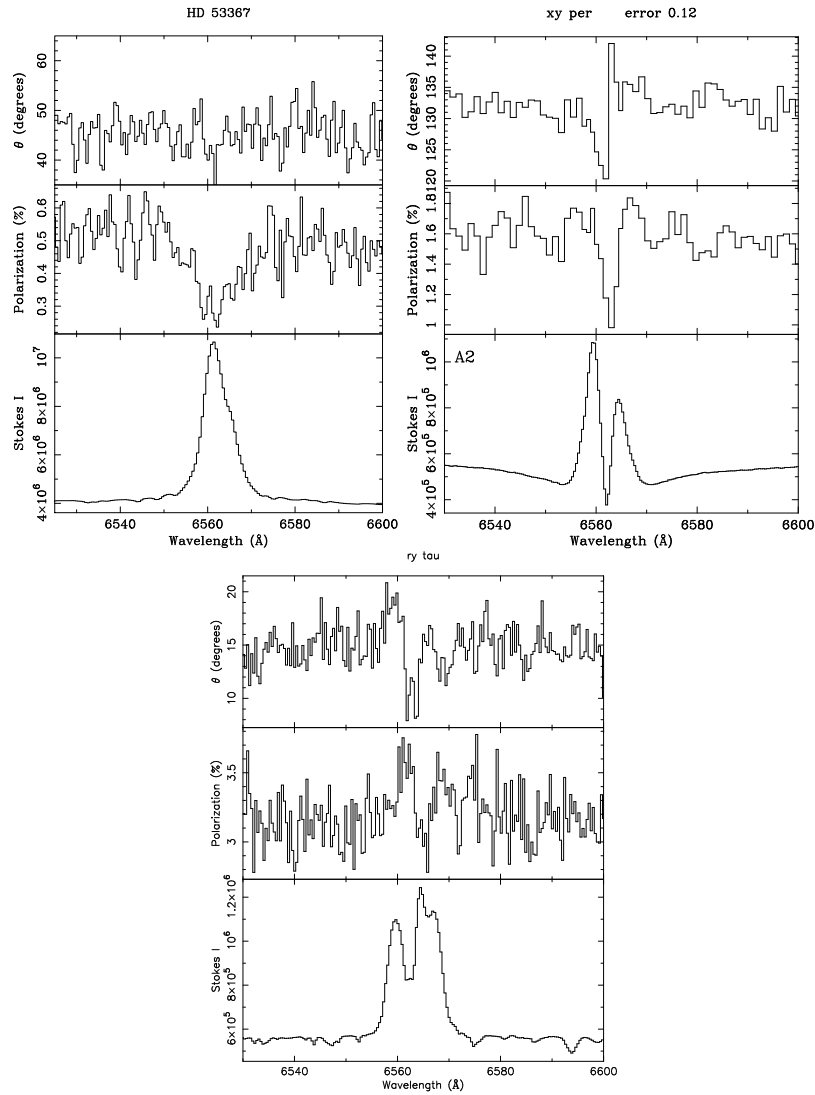 HD 53367
θ (degrees)
60
50
40
Polarization (%)
0.6
0.5
0.4
0.3
Stokes I
10⁷
8×10⁶
6×10⁶
4×10⁶
6540 6560 6580 6600
Wavelength (Å)
xy per error 0.12
θ (degrees)
140
135
130
125
120
Polarization (%)
1.8
1.6
1.4
1.2
1
A2
Stokes I
10⁶
8×10⁵
6×10⁵
4×10⁵
6540 6560 6580 6600
Wavelength (Å)
ry tau
θ (degrees)
20
15
10
Polarization (%)
3.5
3
Stokes I
1.2×10⁶
10⁶
8×10⁵
6×10⁵
6540 6560 6580 6600
Wavelength (Å)